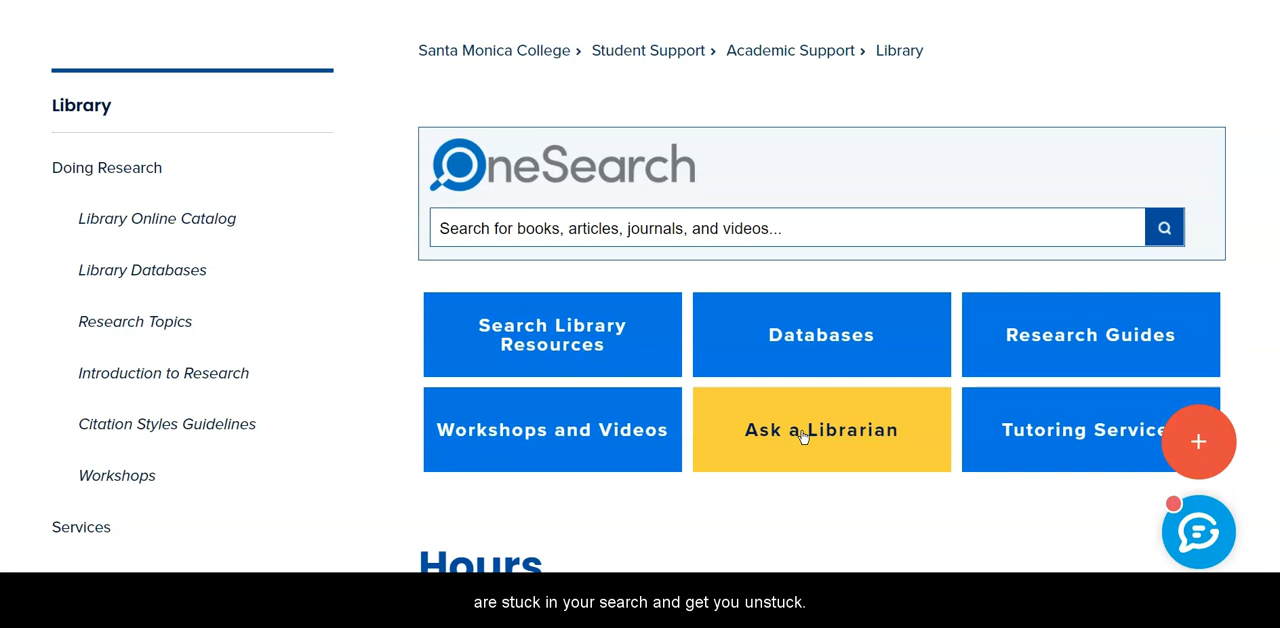 Santa Monica College › Student Support › Academic Support › Library
Library
Doing Research
Library Online Catalog
Library Databases
Research Topics
Introduction to Research
Citation Styles Guidelines
Workshops
Services
OneSearch
Search for books, articles, journals, and videos...
Search Library
Resources
Databases
Research Guides
Workshops and Videos
Ask a Librarian
Tutoring Service
Hours
are stuck in your search and get you unstuck.